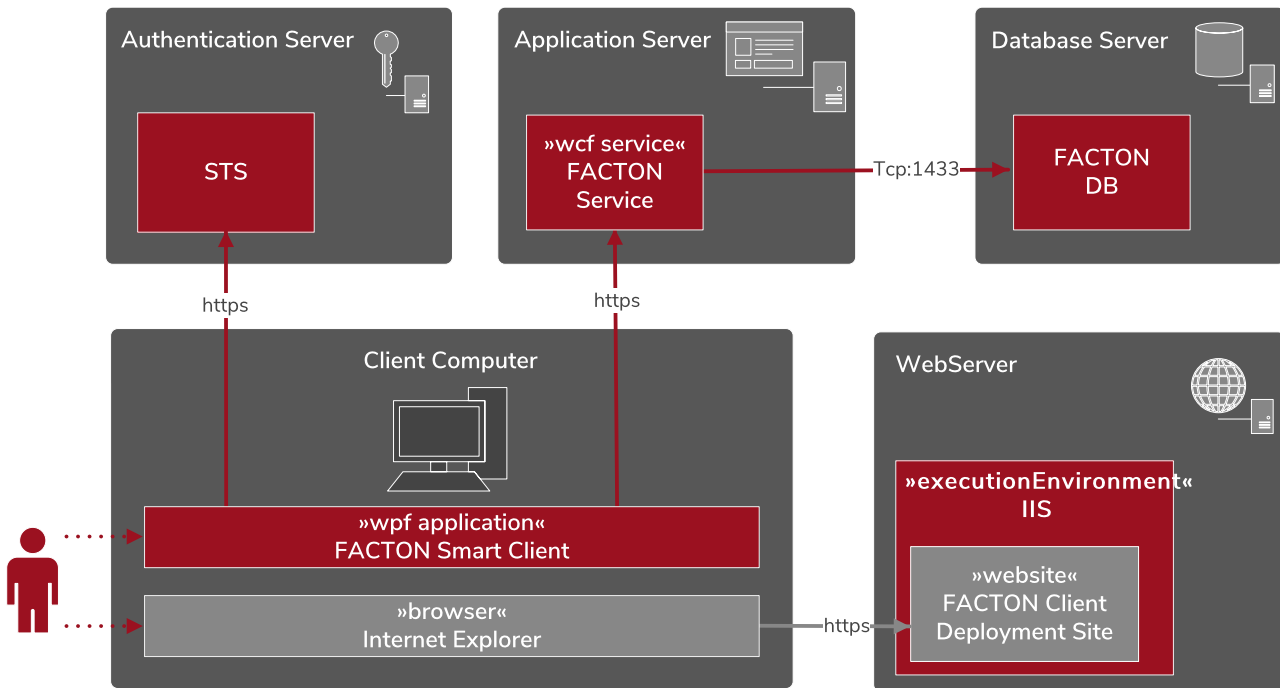 Authentication Server
STS
Application Server
»wcf service«
FACTON
Service
Tcp:1433
Database Server
FACTON
DB
https
https
Client Computer
»wpf application«
FACTON Smart Client
»browser«
Internet Explorer
https
WebServer
»executionEnvironment«
IIS
»website«
FACTON Client
Deployment Site